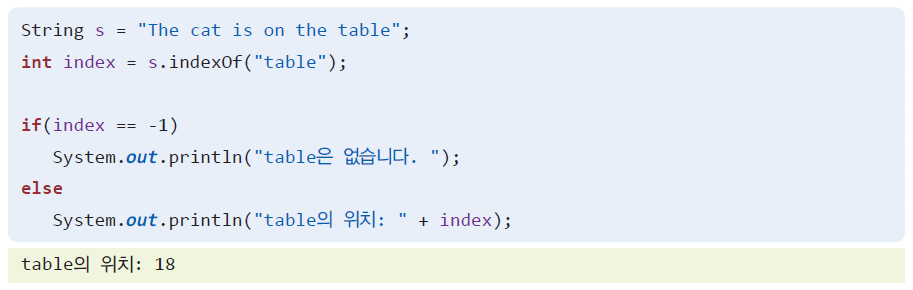 String s = "The cat is on the table";
int index = s.indexOf("table");
if(index == -1)
System.out.println("table은 없습니다. ");
else
System.out.println("table의 위치: " + index);
table의 위치: 18